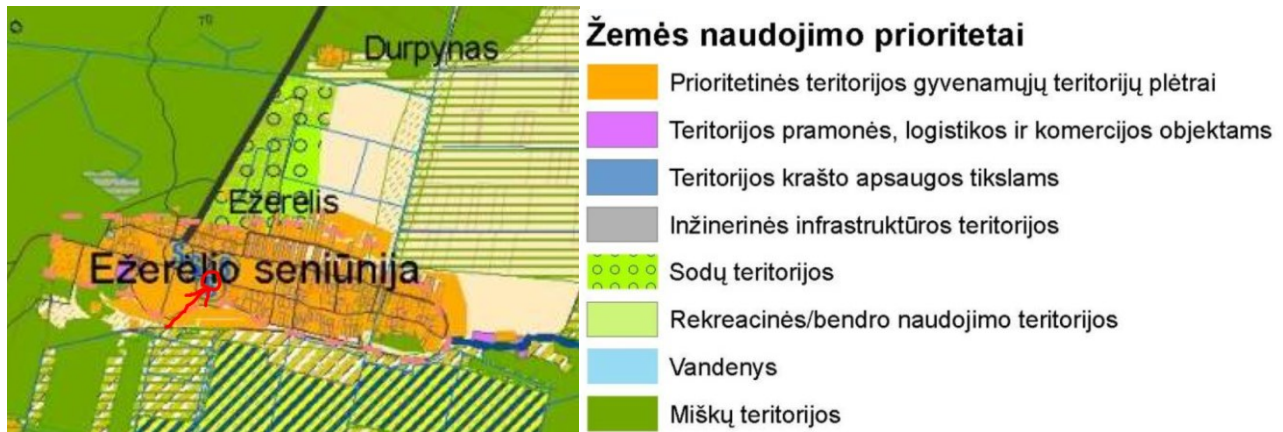 Durpynas
Ežerėlis
Ežerėlio seniūnija
Žemės naudojimo prioritetai
Prioritetinės teritorijos gyvenamųjų teritorijų plėtrai
Teritorijos pramonės, logistikos ir komercijos objektams
Teritorijos krašto apsaugos tikslams
Inžinerinės infrastruktūros teritorijos
Sodų teritorijos
Rekreacinės/bendro naudojimo teritorijos
Vandenys
Miškų teritorijos